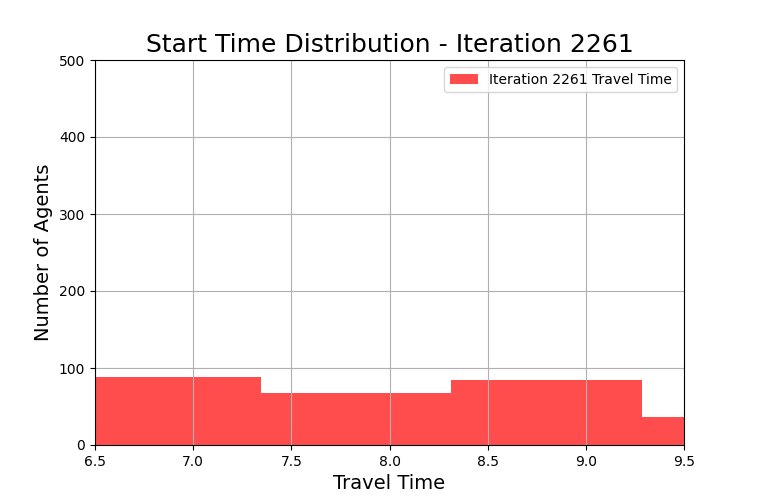 Start Time Distribution - Iteration 2261
Iteration 2261 Travel Time
Number of Agents
500
400
300
200
100
0
6.5 7.0 7.5 8.0 8.5 9.0 9.5
Travel Time